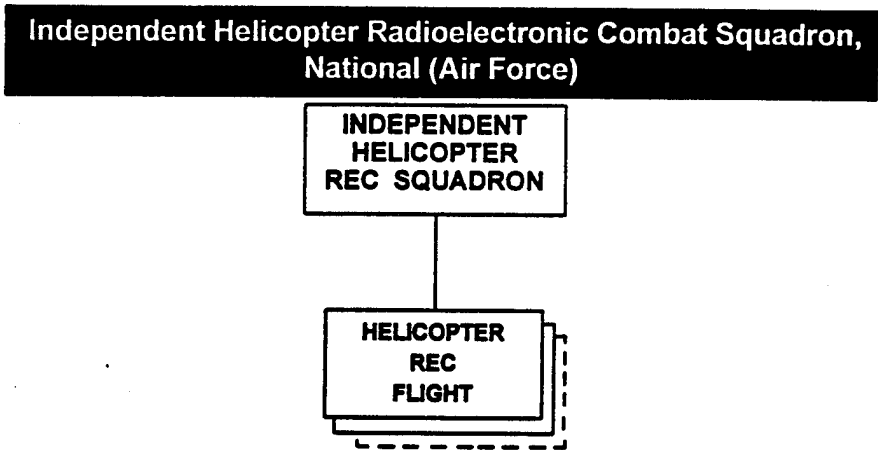 Independent Helicopter Radioelectronic Combat Squadron,
National (Air Force)
INDEPENDENT
HELICOPTER
REC SQUADRON
HELICOPTER
REC
FLIGHT